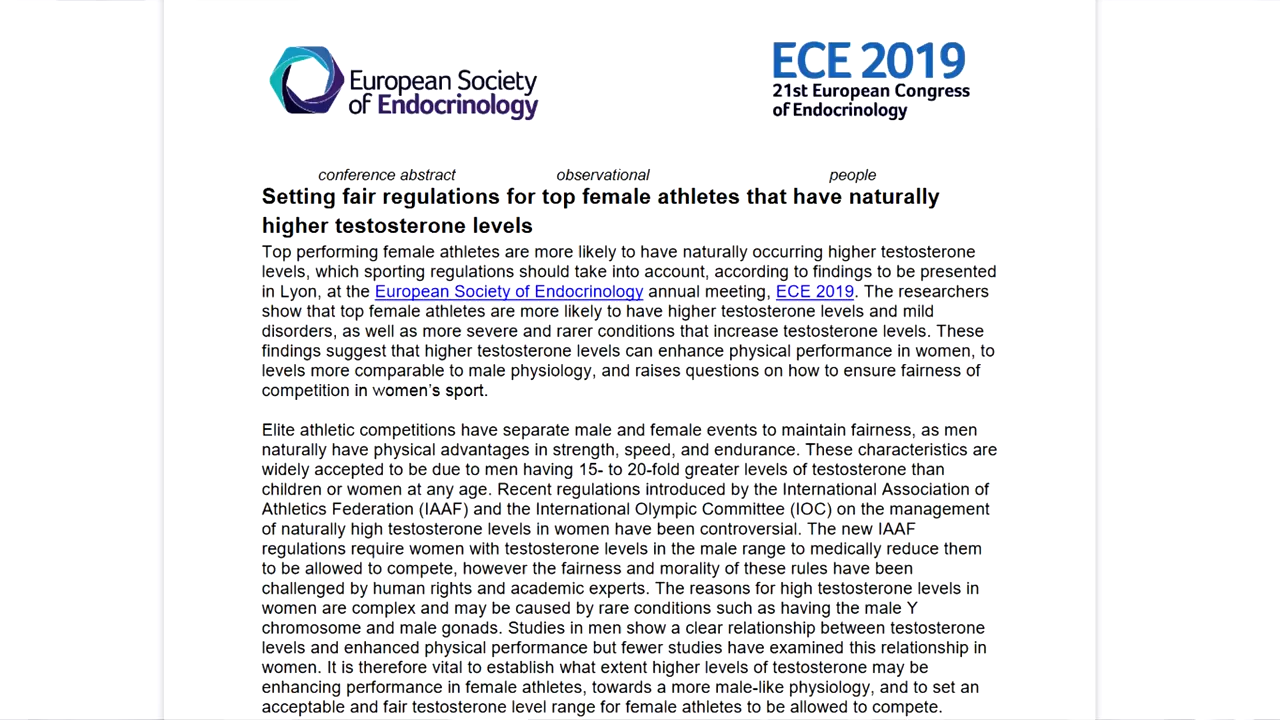 European Society
of Endocrinology
ECE 2019
21st European Congress
of Endocrinology
conference abstract observational people
Setting fair regulations for top female athletes that have naturally
higher testosterone levels
Top performing female athletes are more likely to have naturally occurring higher testosterone
levels, which sporting regulations should take into account, according to findings to be presented
in Lyon, at the European Society of Endocrinology annual meeting, ECE 2019. The researchers
show that top female athletes are more likely to have higher testosterone levels and mild
disorders, as well as more severe and rarer conditions that increase testosterone levels. These
findings suggest that higher testosterone levels can enhance physical performance in women, to
levels more comparable to male physiology, and raises questions on how to ensure fairness of
competition in women’s sport.
Elite athletic competitions have separate male and female events to maintain fairness, as men
naturally have physical advantages in strength, speed, and endurance. These characteristics are
widely accepted to be due to men having 15- to 20-fold greater levels of testosterone than
children or women at any age. Recent regulations introduced by the International Association of
Athletics Federation (IAAF) and the International Olympic Committee (IOC) on the management
of naturally high testosterone levels in women have been controversial. The new IAAF
regulations require women with testosterone levels in the male range to medically reduce them
to be allowed to compete, however the fairness and morality of these rules have been
challenged by human rights and academic experts. The reasons for high testosterone levels in
women are complex and may be caused by rare conditions such as having the male Y
chromosome and male gonads. Studies in men show a clear relationship between testosterone
levels and enhanced physical performance but fewer studies have examined this relationship in
women. It is therefore vital to establish what extent higher levels of testosterone may be
enhancing performance in female athletes, towards a more male-like physiology, and to set an
acceptable and fair testosterone level range for female athletes to be allowed to compete.